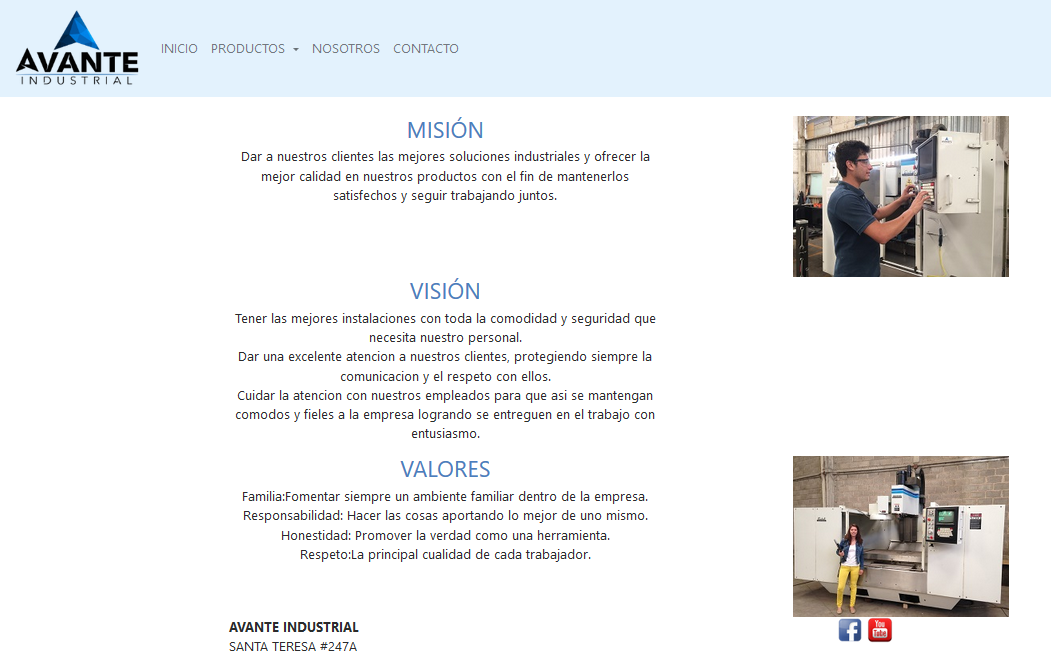 AVANTE
INDUSTRIAL
INICIO PRODUCTOS NOSOTROS CONTACTO
MISIÓN
Dar a nuestros clientes las mejores soluciones industriales y ofrecer la
mejor calidad en nuestros productos con el fin de mantenerlos
satisfechos y seguir trabajando juntos.
VISIÓN
Tener las mejores instalaciones con toda la comodidad y seguridad que
necesita nuestro personal.
Dar una excelente atencion a nuestros clientes, protegiendo siempre la
comunicacion y el respeto con ellos.
Cuidar la atencion con nuestros empleados para que asi se mantengan
comodos y fieles a la empresa logrando se entreguen en el trabajo con
entusiasmo.
VALORES
Familia:Fomentar siempre un ambiente familiar dentro de la empresa.
Responsabilidad: Hacer las cosas aportando lo mejor de uno mismo.
Honestidad: Promover la verdad como una herramienta.
Respeto:La principal cualidad de cada trabajador.
f You
Tube
AVANTE INDUSTRIAL
SANTA TERESA #247A